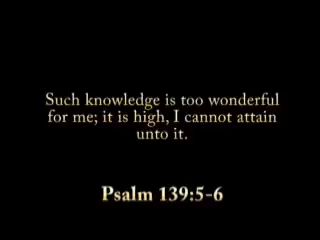 Such knowledge is too wonderful
for me; it is high, I cannot attain
unto it.
Psalm 139:5-6